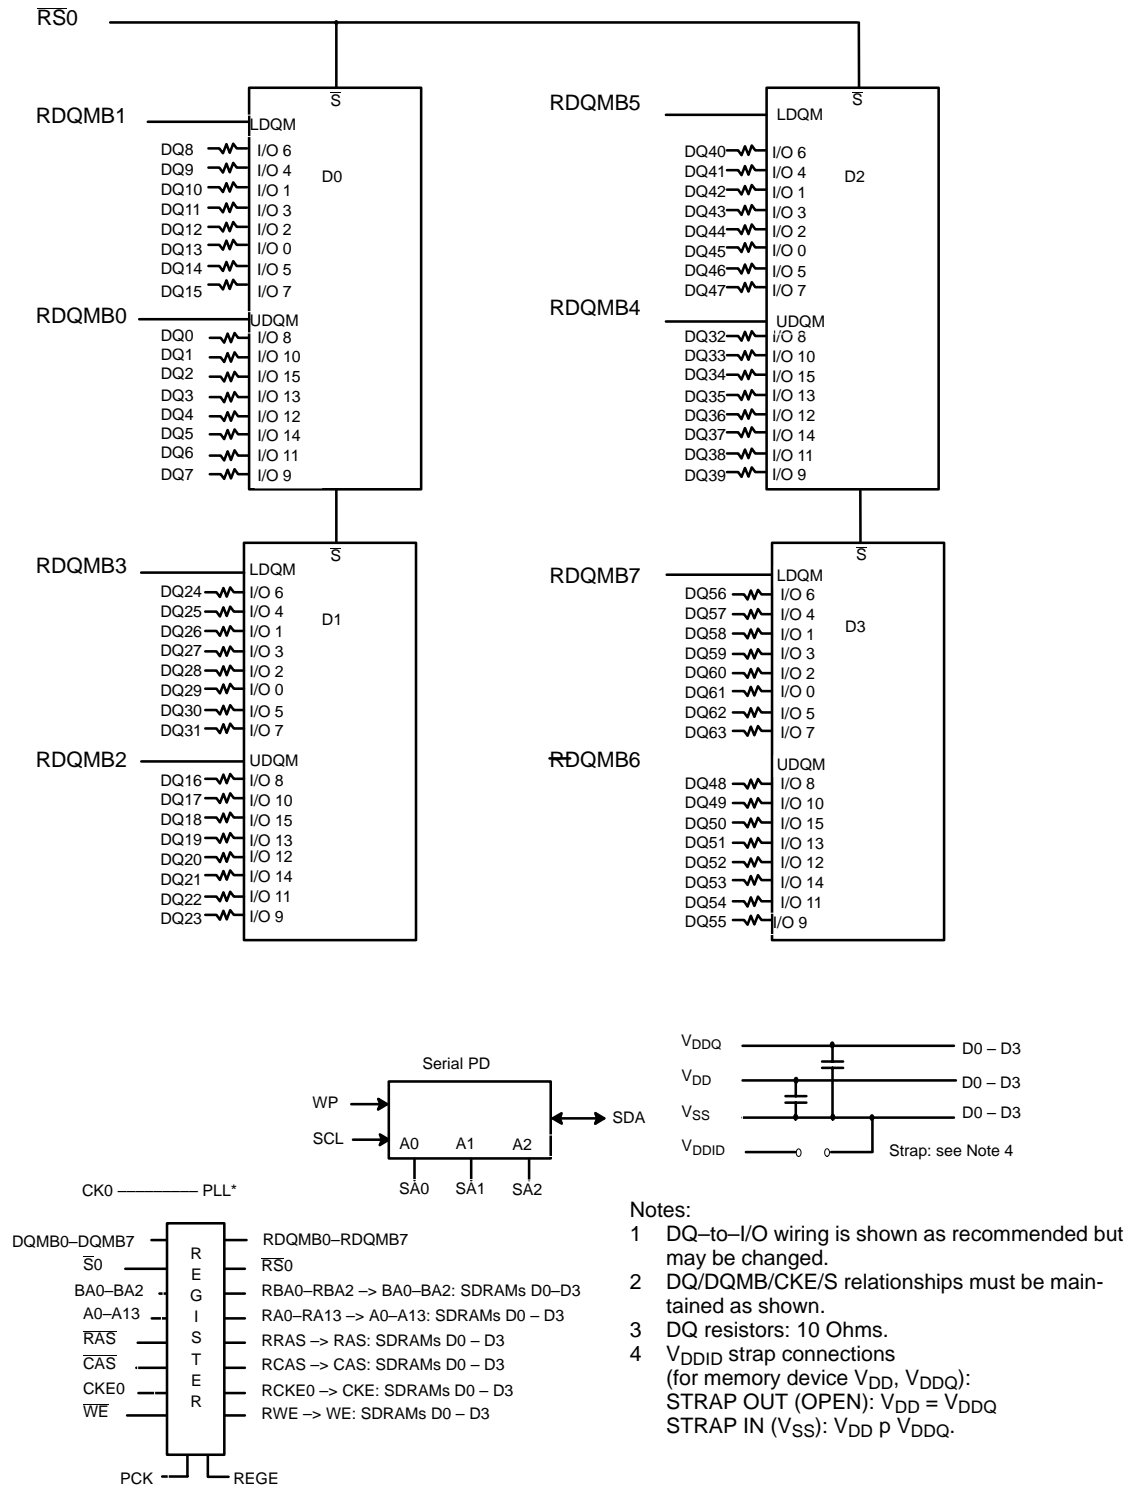 RS0
S
RDQMB1
LDQM
DQ8 I/O 6
DQ9 I/O 4
D0
DQ10 I/O 1
DQ11 I/O 3
DQ12 I/O 2
DQ13 I/O 0
DQ14 I/O 5
DQ15 I/O 7
RDQMB0
UDQM
DQ0 I/O 8
DQ1 I/O 10
DQ2 I/O 15
DQ3 I/O 13
DQ4 I/O 12
DQ5 I/O 14
DQ6 I/O 11
DQ7 I/O 9
S
RDQMB5
LDQM
DQ40 I/O 6
DQ41 I/O 4
D2
DQ42 I/O 1
DQ43 I/O 3
DQ44 I/O 2
DQ45 I/O 0
DQ46 I/O 5
DQ47 I/O 7
RDQMB4
UDQM
DQ32 I/O 8
DQ33 I/O 10
DQ34 I/O 15
DQ35 I/O 13
DQ36 I/O 12
DQ37 I/O 14
DQ38 I/O 11
DQ39 I/O 9
S
RDQMB3
LDQM
DQ24 I/O 6
DQ25 I/O 4
D1
DQ26 I/O 1
DQ27 I/O 3
DQ28 I/O 2
DQ29 I/O 0
DQ30 I/O 5
DQ31 I/O 7
RDQMB2
UDQM
DQ16 I/O 8
DQ17 I/O 10
DQ18 I/O 15
DQ19 I/O 13
DQ20 I/O 12
DQ21 I/O 14
DQ22 I/O 11
DQ23 I/O 9
S
RDQMB7
LDQM
DQ56 I/O 6
DQ57 I/O 4
D3
DQ58 I/O 1
DQ59 I/O 3
DQ60 I/O 2
DQ61 I/O 0
DQ62 I/O 5
DQ63 I/O 7
RDQMB6
UDQM
DQ48 I/O 8
DQ49 I/O 10
DQ50 I/O 15
DQ51 I/O 13
DQ52 I/O 12
DQ53 I/O 14
DQ54 I/O 11
DQ55 I/O 9
Serial PD
WP
SCL
SDA
A0 A1 A2
SA0 SA1 SA2
VDDQ D0 – D3
VDD D0 – D3
VSS D0 – D3
VDDID Strap: see Note 4
CK0 ———— PLL*
REGISTER
DQMB0–DQMB7 RDQMB0–RDQMB7
S0 RS0
BA0–BA2 RBA0–RBA2 –> BA0–BA2: SDRAMs D0–D3
A0–A13 RA0–RA13 –> A0–A13: SDRAMs D0 – D3
RAS RRAS –> RAS: SDRAMs D0 – D3
CAS RCAS –> CAS: SDRAMs D0 – D3
CKE0 RCKE0 –> CKE: SDRAMs D0 – D3
WE RWE –> WE: SDRAMs D0 – D3
PCK REGE
Notes:
1 DQ–to–I/O wiring is shown as recommended but
may be changed.
2 DQ/DQMB/CKE/S relationships must be main-
tained as shown.
3 DQ resistors: 10 Ohms.
4 VDDID strap connections
(for memory device VDD, VDDQ):
STRAP OUT (OPEN): VDD = VDDQ
STRAP IN (VSS): VDD p VDDQ.